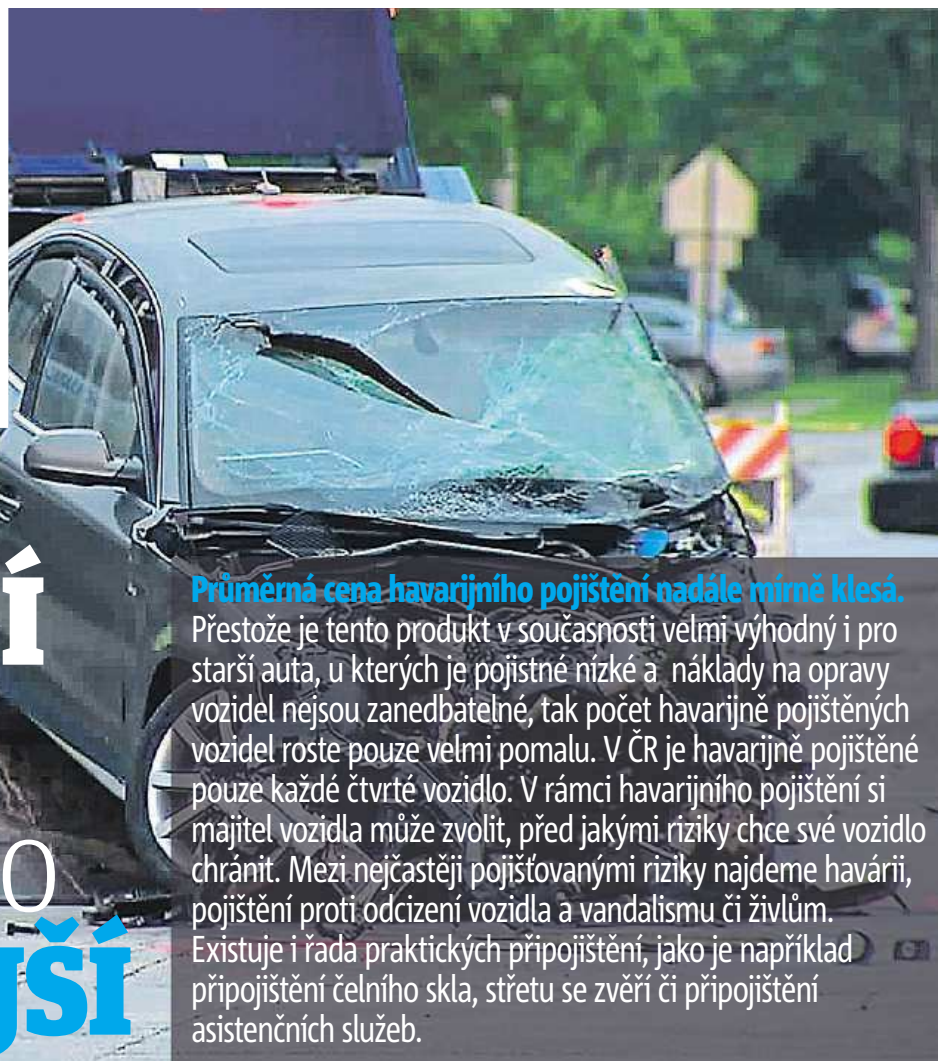 Í
O
JŠÍ
Průměrná cena havarijního pojištění nadále mírně klesá.
Přestože je tento produkt v současnosti velmi výhodný i pro
starší auta, u kterých je pojistné nízké a náklady na opravy
vozidel nejsou zanedbatelné, tak počet havarijně pojištěných
vozidel roste pouze velmi pomalu. V ČR je havarijně pojištěné
pouze každé čtvrté vozidlo. V rámci havarijního pojištění si
majitel vozidla může zvolit, před jakými riziky chce své vozidlo
chránit. Mezi nejčastěji pojišťovanými riziky najdeme havárii,
pojištění proti odcizení vozidla a vandalismu či živlům.
Existuje i řada praktických připojištění, jako je například
připojištění čelního skla, střetu se zvěří či připojištění
asistenčních služeb.